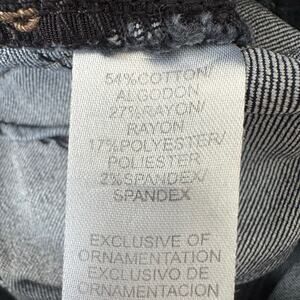 54%COTTON/
ALGODON
27%RAYON/
RAYON
17%POLYESTER/
POLIESTER
2%SPANDEX/
SPANDEX
EXCLUSIVE OF
ORNAMENTATION
EXCLUSIVO DE
ORNAMENTACION